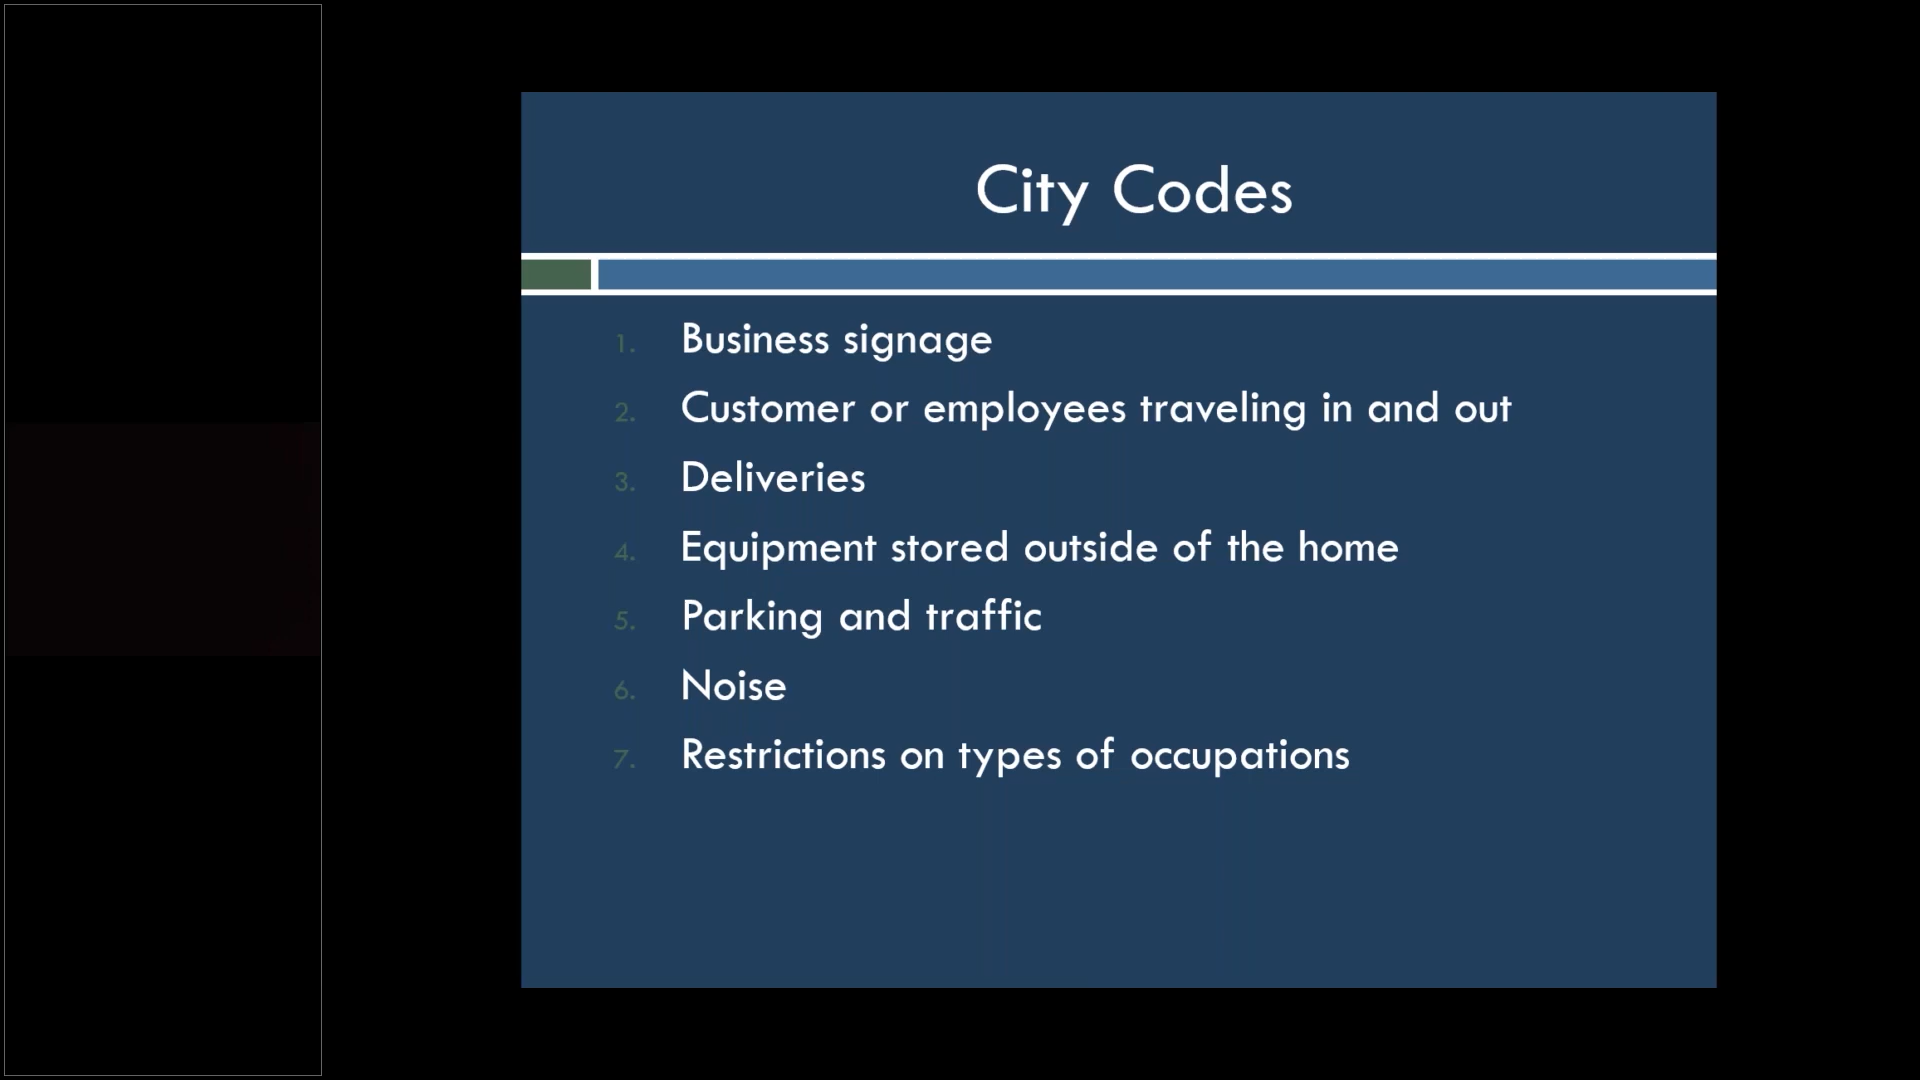 City Codes
1. Business signage
2. Customer or employees traveling in and out
3. Deliveries
4. Equipment stored outside of the home
5. Parking and traffic
6. Noise
7. Restrictions on types of occupations